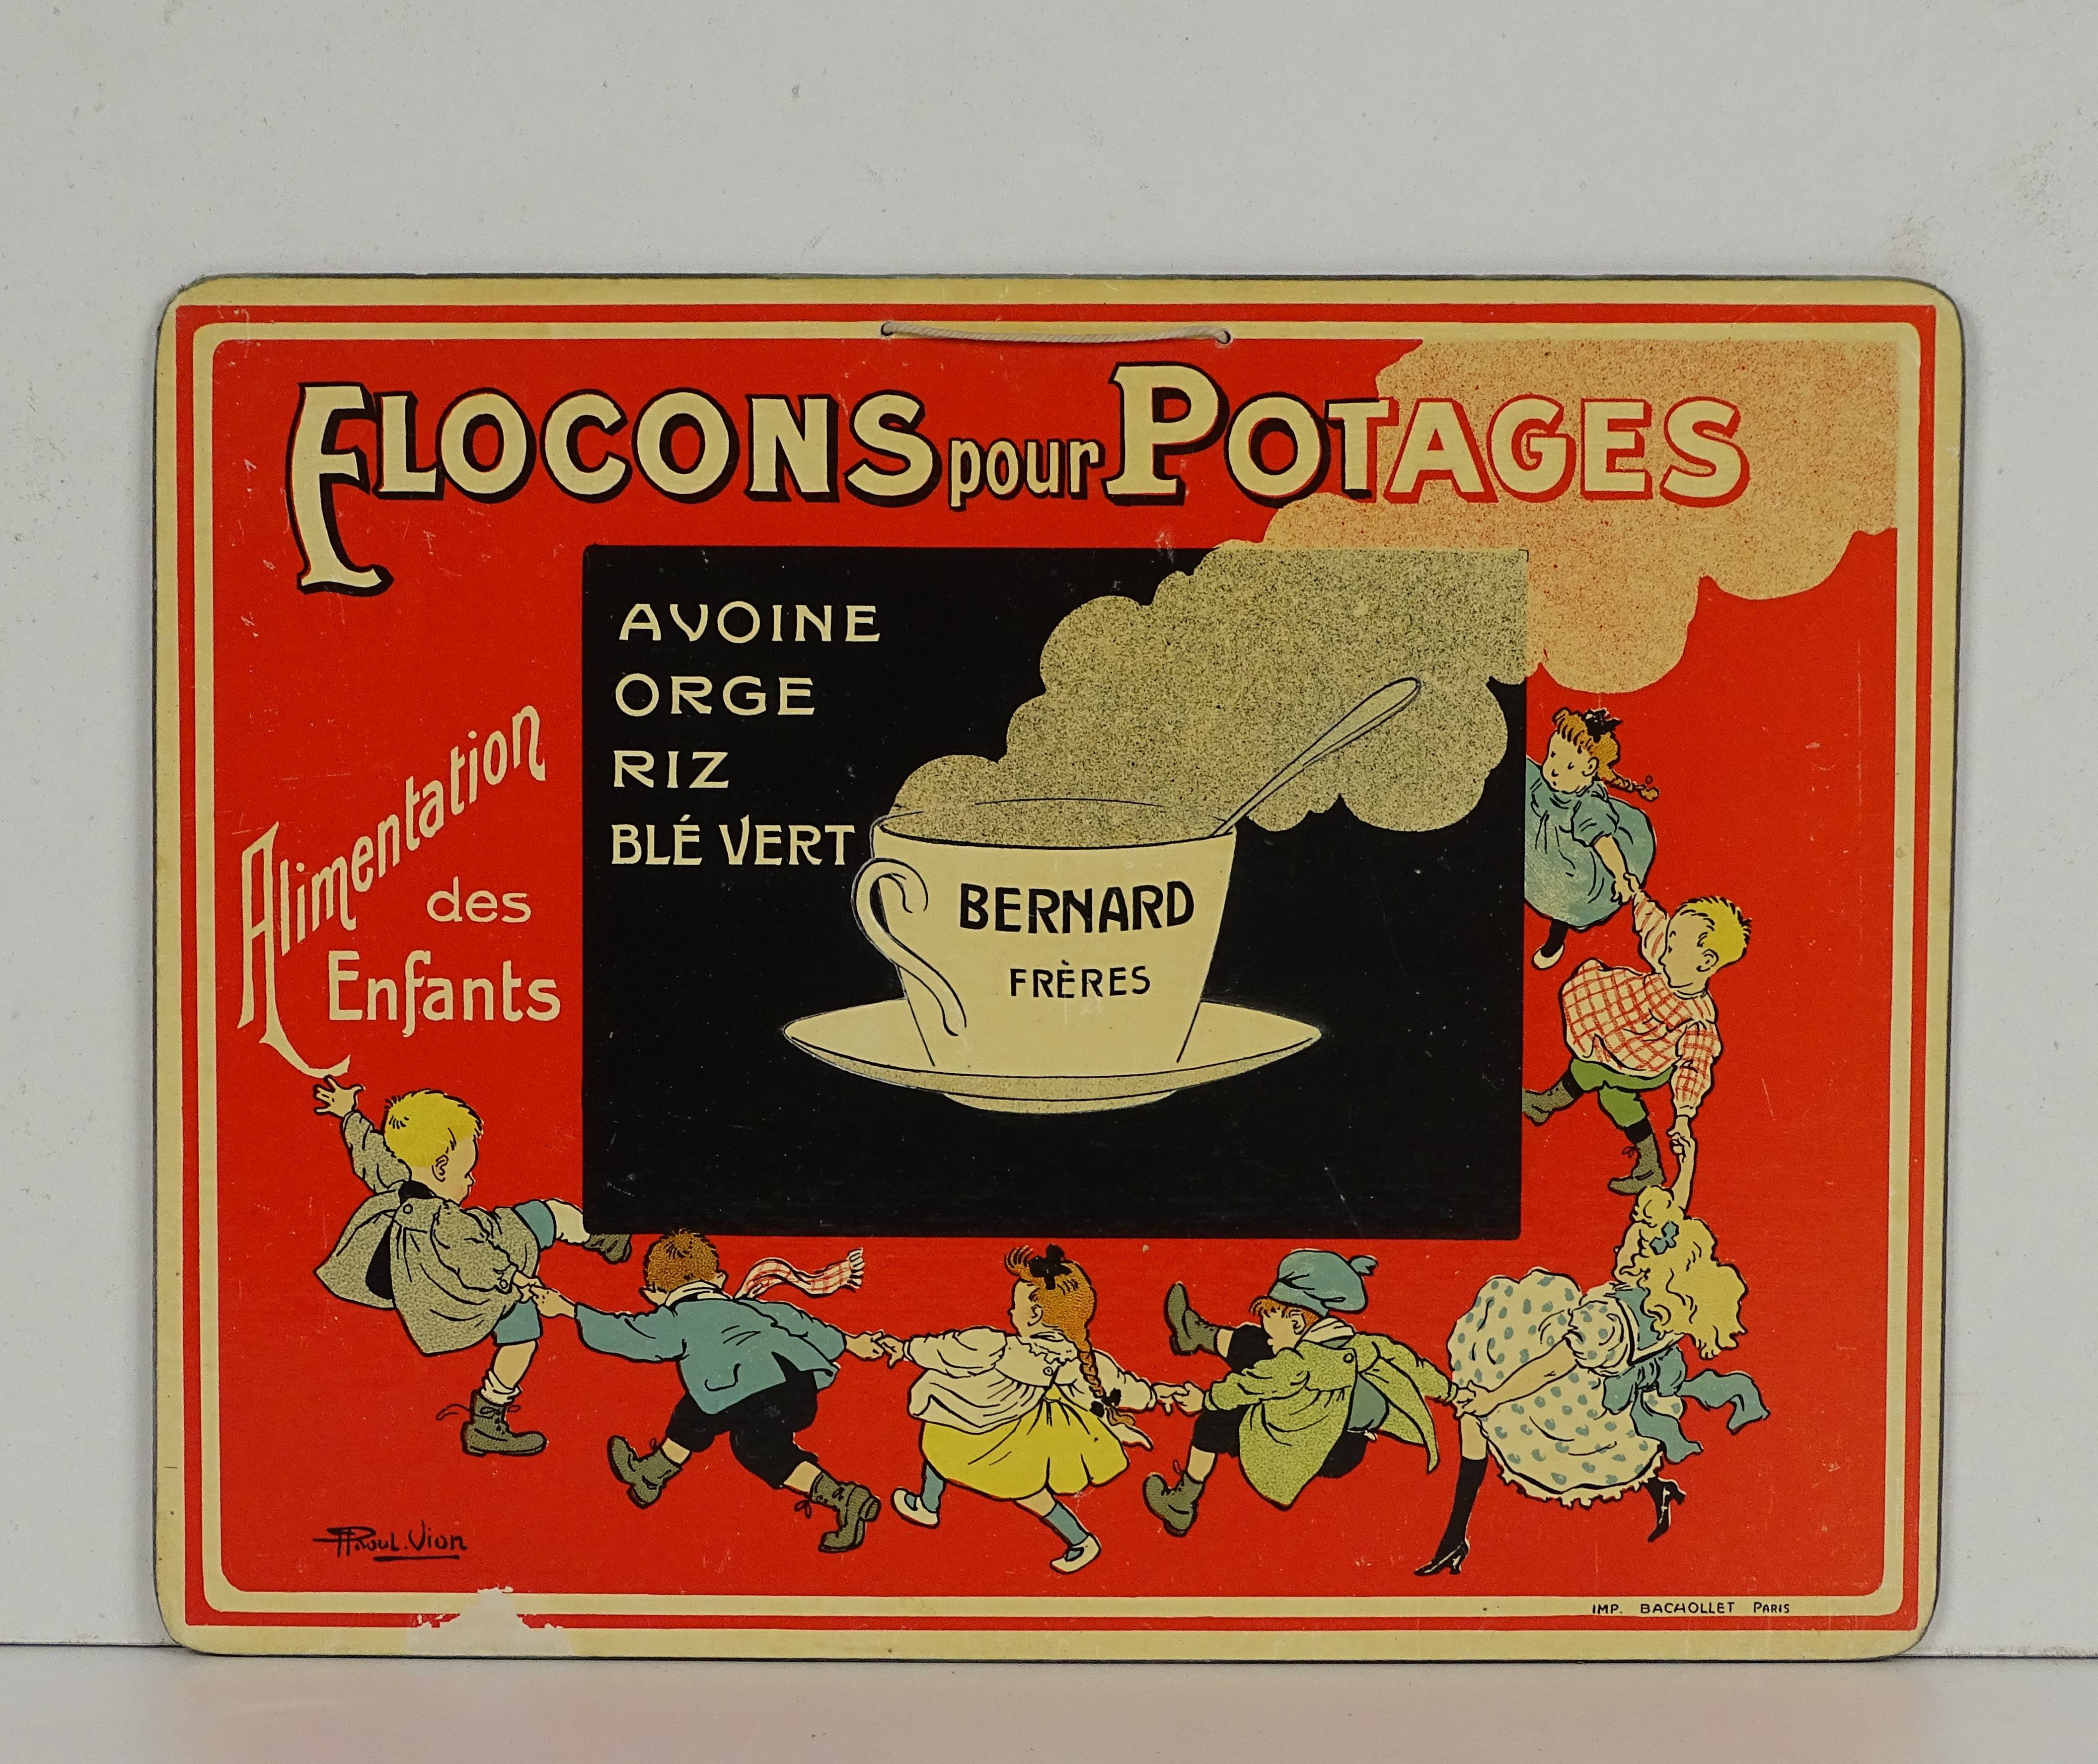 FLOCONS pour POTAGES
AVOINE
ORGE
RIZ
BLÉ VERT
Alimentation
des
Enfants
BERNARD
FRÈRES
Raoul.Vion
IMP. BACHOLLET PARIS